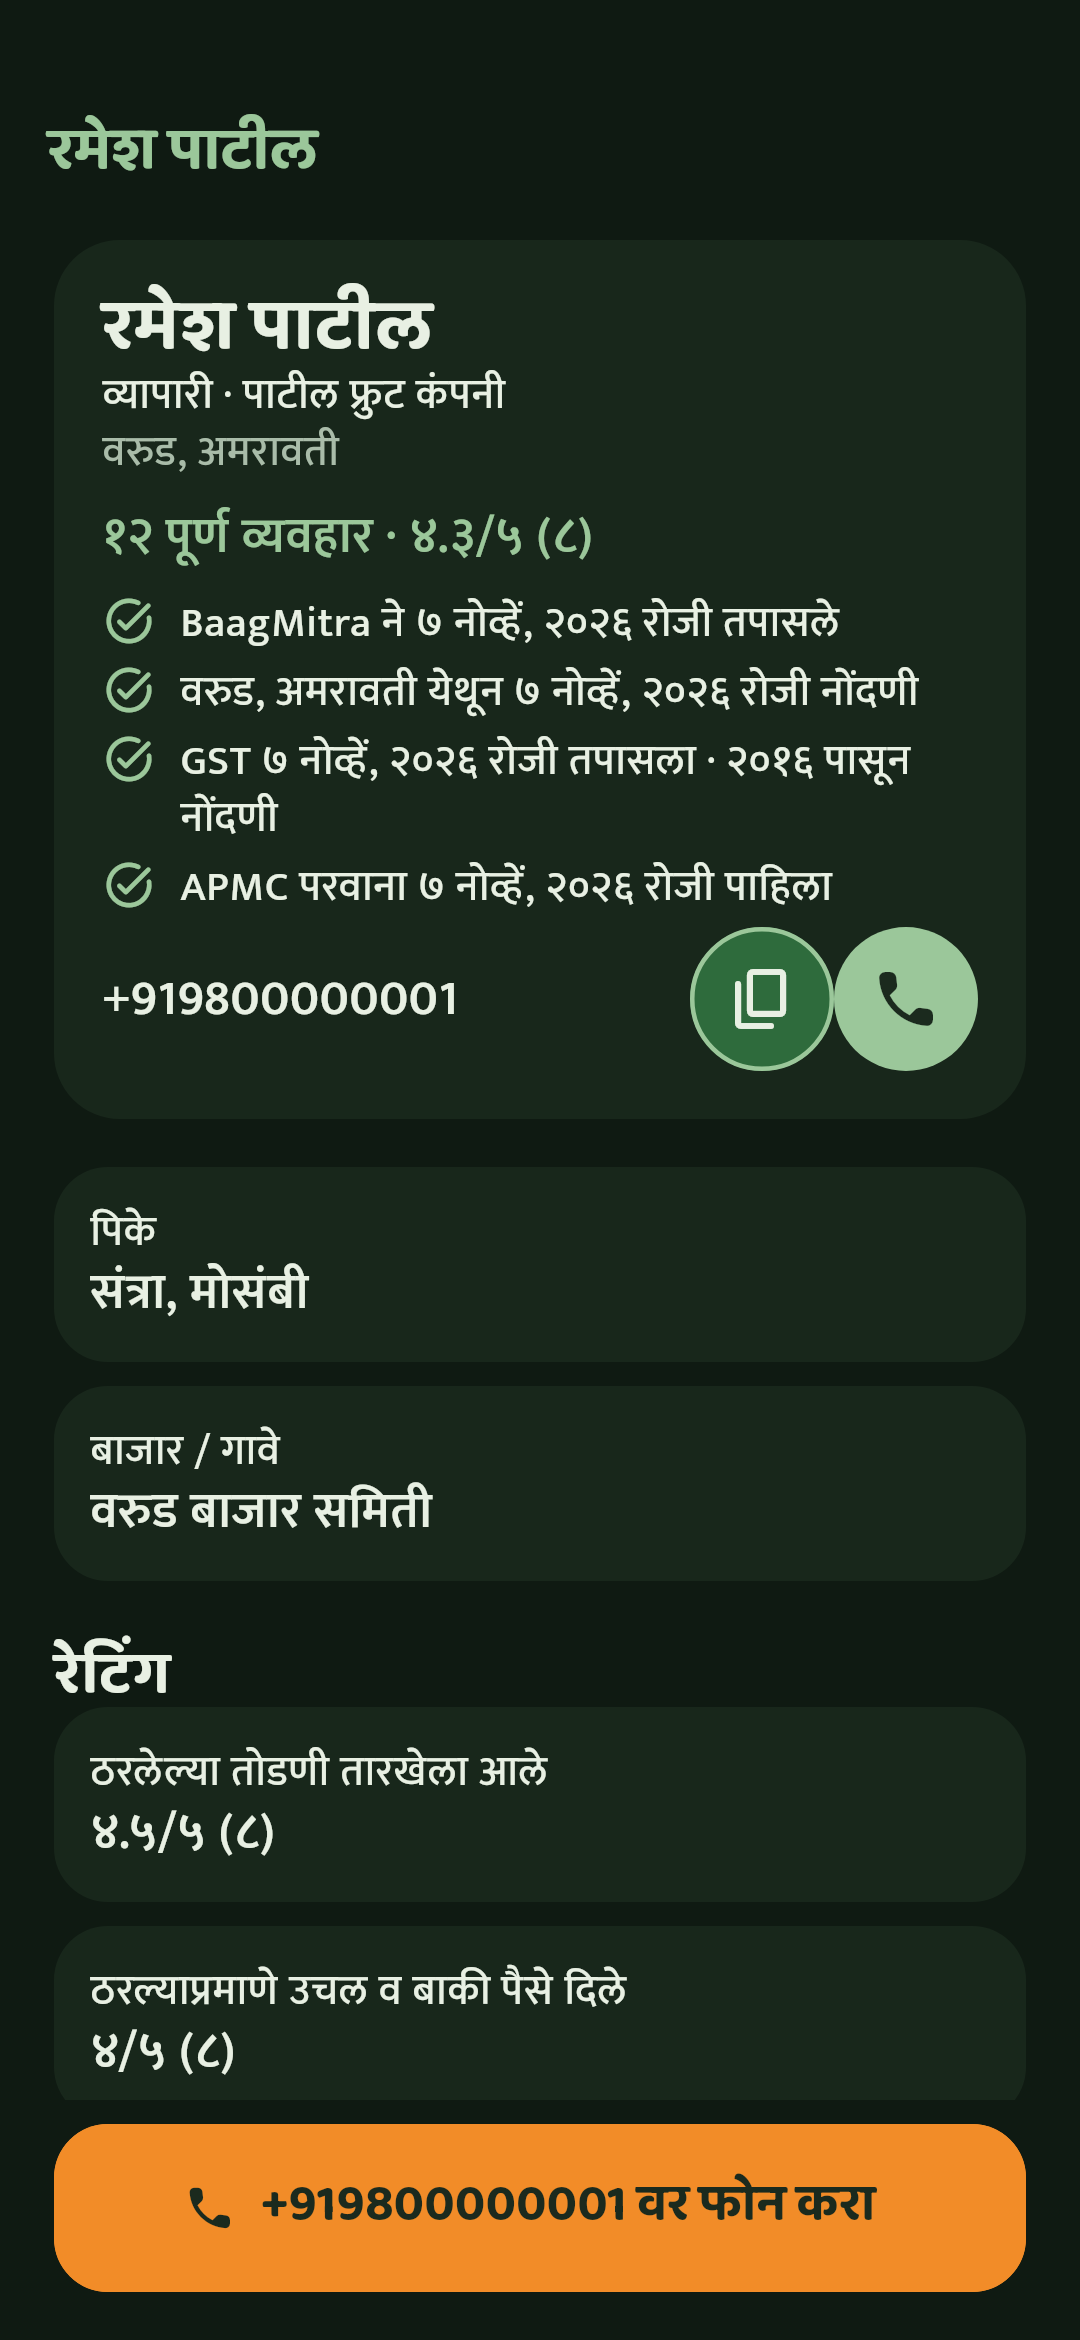 रमेश पाटील
रमेश पाटील
व्यापारी · पाटील फ्रुट कंपनी
वरुड, अमरावती
१२ पूर्ण व्यवहार · ४.३/५ (८)
BaagMitra ने ७ नोव्हें, २०२६ रोजी तपासले
वरुड, अमरावती येथून ७ नोव्हें, २०२६ रोजी नोंदणी
GST ७ नोव्हें, २०२६ रोजी तपासला · २०१६ पासून
नोंदणी
APMC परवाना ७ नोव्हें, २०२६ रोजी पाहिला
+919800000001
पिके
संत्रा, मोसंबी
बाजार / गावे
वरुड बाजार समिती
रेटिंग
ठरलेल्या तोडणी तारखेला आले
४.५/५ (८)
ठरल्याप्रमाणे उचल व बाकी पैसे दिले
४/५ (८)
+919800000001 वर फोन करा